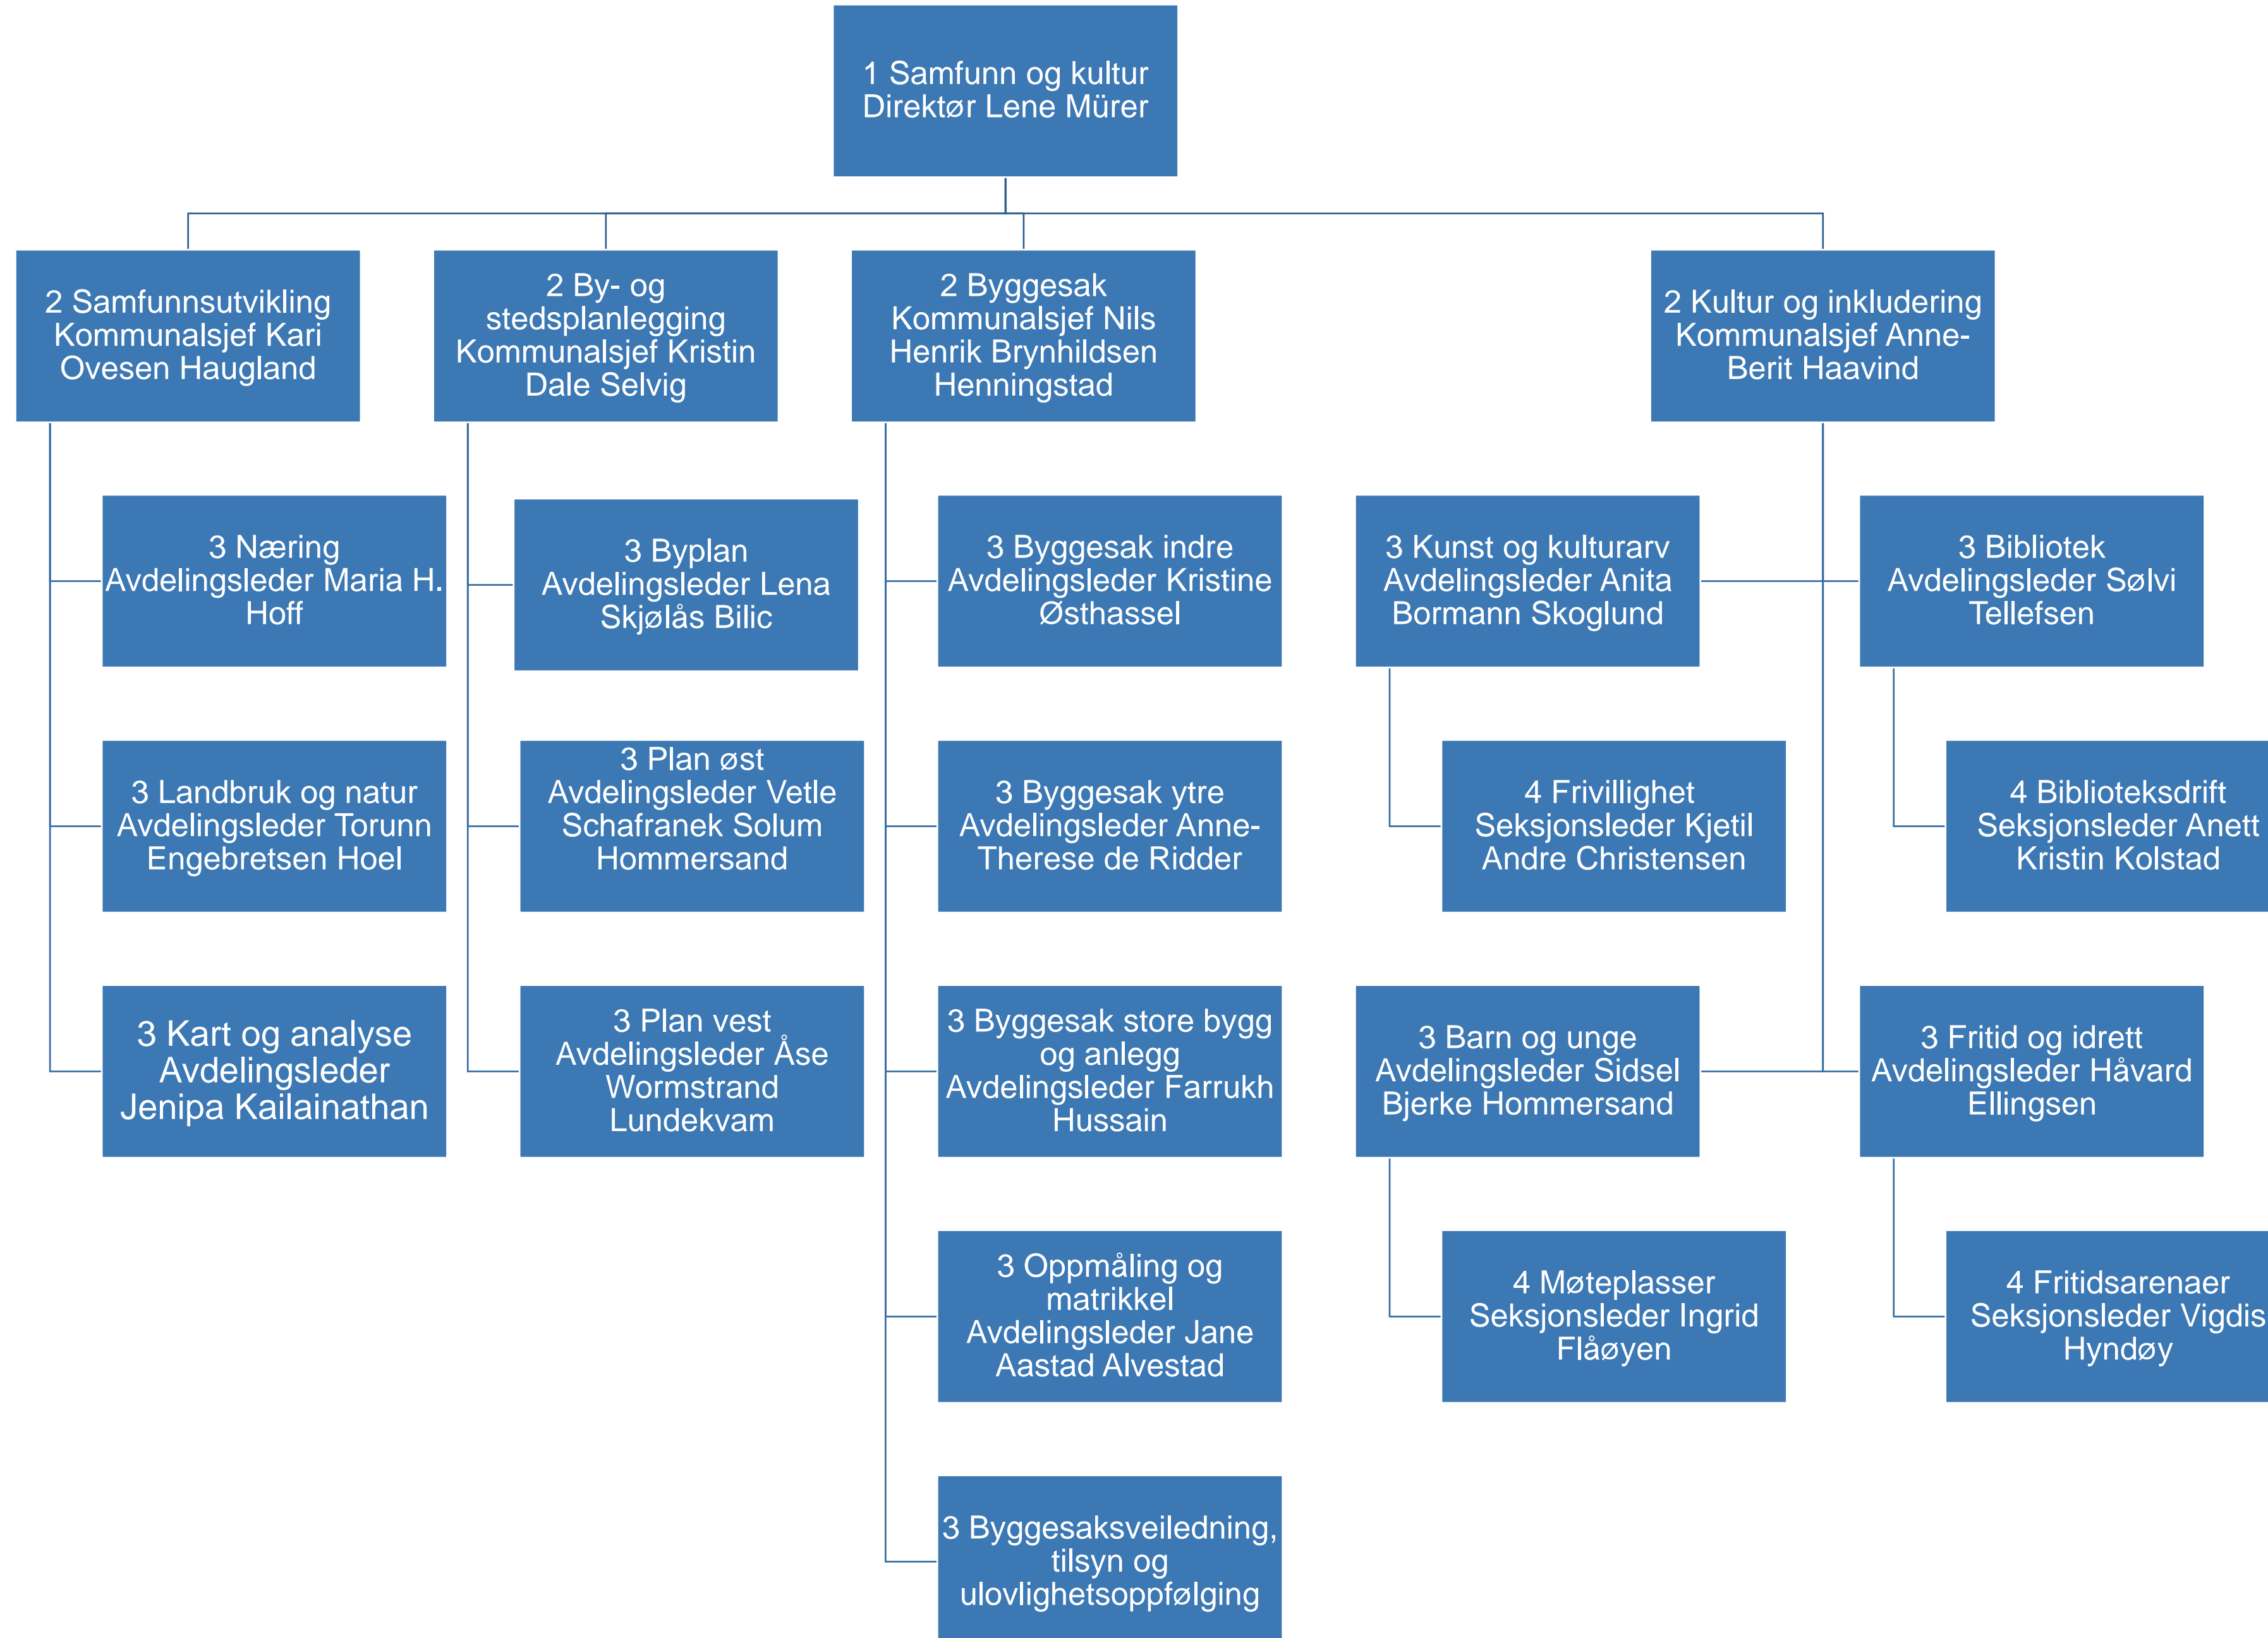 1 Samfunn og kultur
Direktør Lene Mürer
2 Samfunnsutvikling
Kommunalsjef Kari
Ovesen Haugland
2 By- og
stedsplanlegging
Kommunalsjef Kristin
Dale Selvig
2 Byggesak
Kommunalsjef Nils
Henrik Brynhildsen
Henningstad
2 Kultur og inkludering
Kommunalsjef Anne-
Berit Haavind
3 Næring
Avdelingsleder Maria H.
Hoff
3 Byplan
Avdelingsleder Lena
Skjølås Bilic
3 Byggesak indre
Avdelingsleder Kristine
Østhassel
3 Kunst og kulturarv
Avdelingsleder Anita
Bormann Skoglund
3 Bibliotek
Avdelingsleder Sølvi
Tellefsen
3 Landbruk og natur
Avdelingsleder Torunn
Engebretsen Hoel
3 Plan øst
Avdelingsleder Vetle
Schafranek Solum
Hommersand
3 Byggesak ytre
Avdelingsleder Anne-
Therese de Ridder
4 Frivillighet
Seksjonsleder Kjetil
Andre Christensen
4 Biblioteksdrift
Seksjonsleder Anett
Kristin Kolstad
3 Kart og analyse
Avdelingsleder
Jenipa Kailainathan
3 Plan vest
Avdelingsleder Åse
Wormstrand
Lundekvam
3 Byggesak store bygg
og anlegg
Avdelingsleder Farrukh
Hussain
3 Barn og unge
Avdelingsleder Sidsel
Bjerke Hommersand
3 Fritid og idrett
Avdelingsleder Håvard
Ellingsen
3 Oppmåling og
matrikkel
Avdelingsleder Jane
Aastad Alvestad
4 Møteplasser
Seksjonsleder Ingrid
Flåøyen
4 Fritidsarenaer
Seksjonsleder Vigdis
Hyndøy
3 Byggesaksveiledning,
tilsyn og
ulovlighetsoppfølging